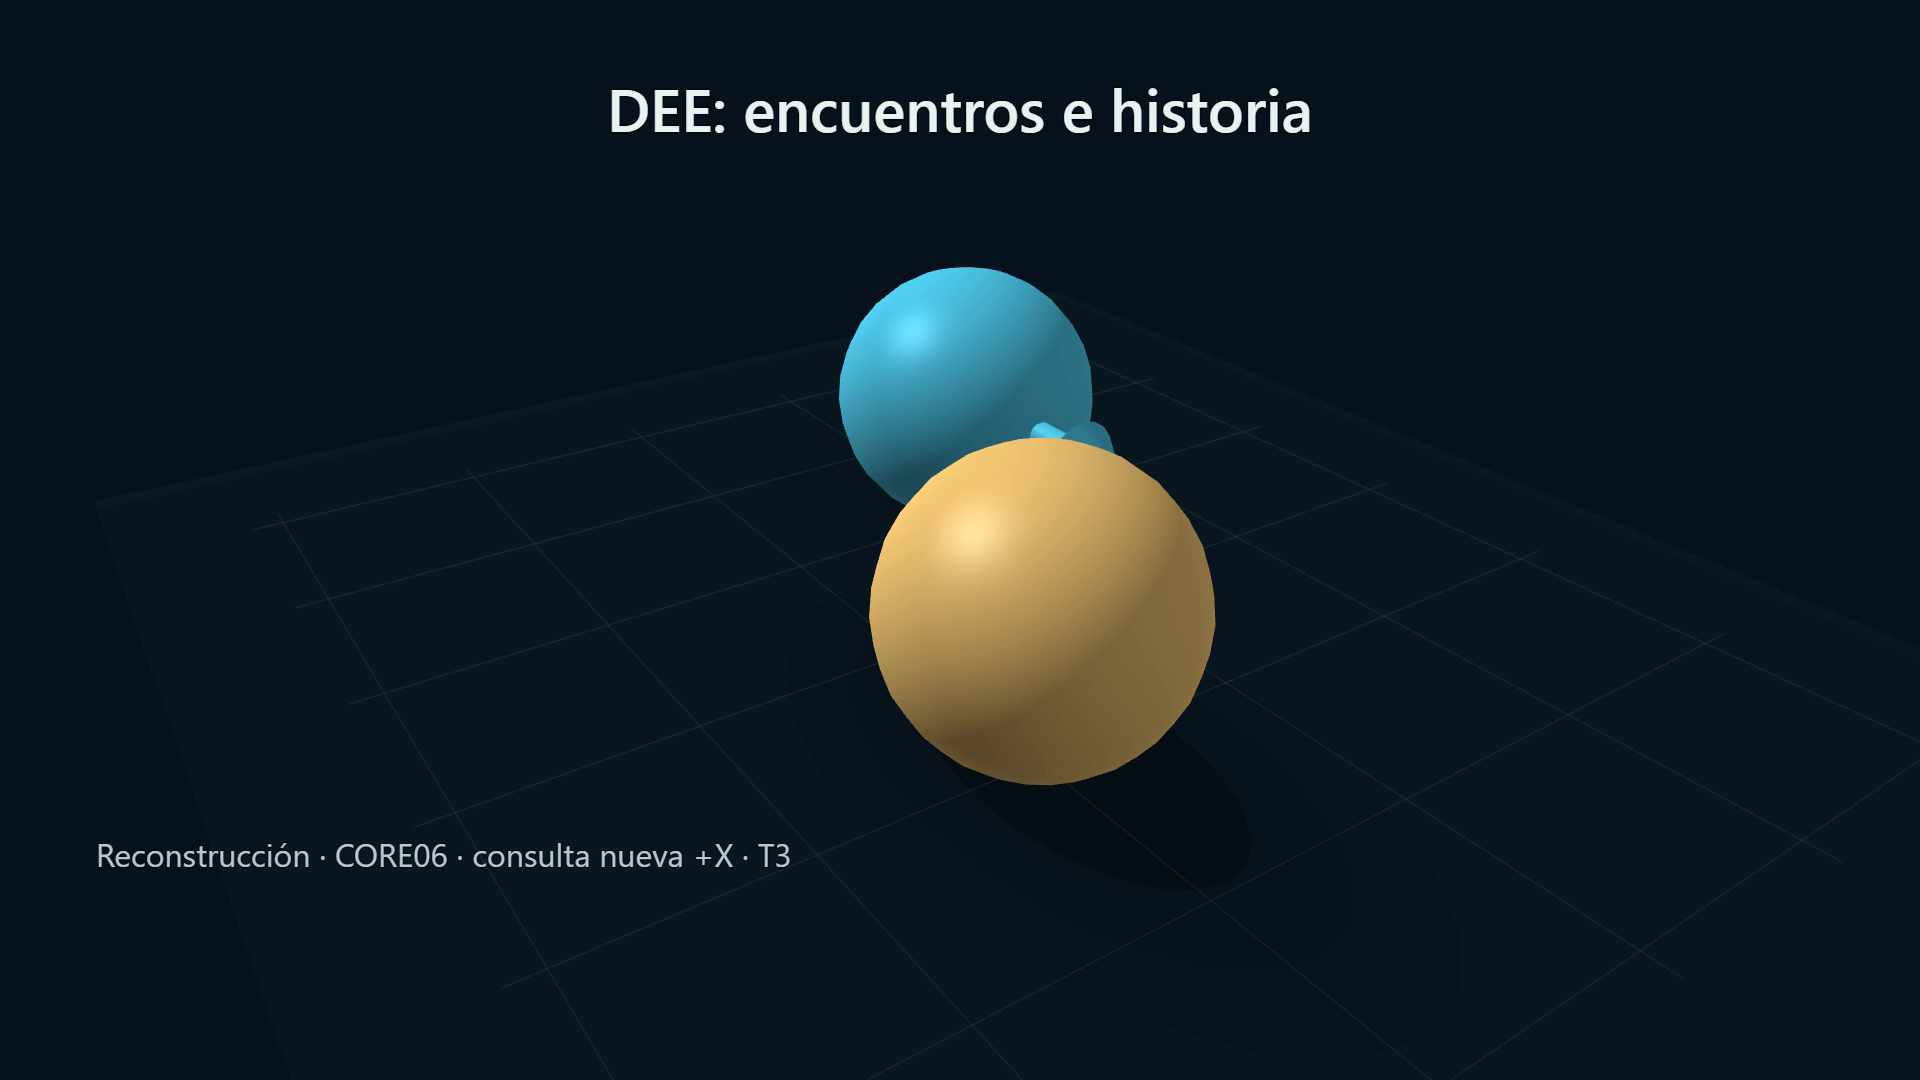 DEE: encuentros e historia
Reconstrucción · CORE06 · consulta nueva +X · T3